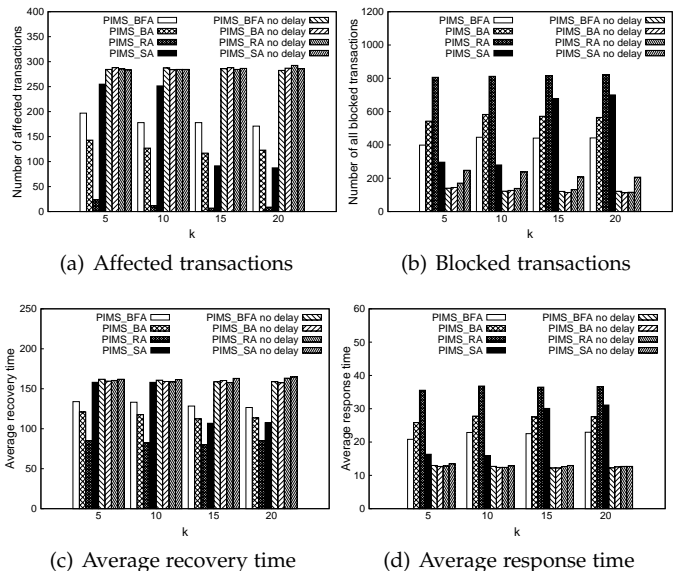 Number of affected transactions
400
350
300
250
200
150
100
50
0
PIMS_BFA
PIMS_BA
PIMS_RA
PIMS_SA
PIMS_BFA no delay
PIMS_BA no delay
PIMS_RA no delay
PIMS_SA no delay
5 10 15 20
k
(a) Affected transactions
Number of all blocked transactions
1200
1000
800
600
400
200
0
PIMS_BFA
PIMS_BA
PIMS_RA
PIMS_SA
PIMS_BFA no delay
PIMS_BA no delay
PIMS_RA no delay
PIMS_SA no delay
5 10 15 20
k
(b) Blocked transactions
Average recovery time
250
200
150
100
50
0
PIMS_BFA
PIMS_BA
PIMS_RA
PIMS_SA
PIMS_BFA no delay
PIMS_BA no delay
PIMS_RA no delay
PIMS_SA no delay
5 10 15 20
k
(c) Average recovery time
Average response time
60
50
40
30
20
10
0
PIMS_BFA
PIMS_BA
PIMS_RA
PIMS_SA
PIMS_BFA no delay
PIMS_BA no delay
PIMS_RA no delay
PIMS_SA no delay
5 10 15 20
k
(d) Average response time